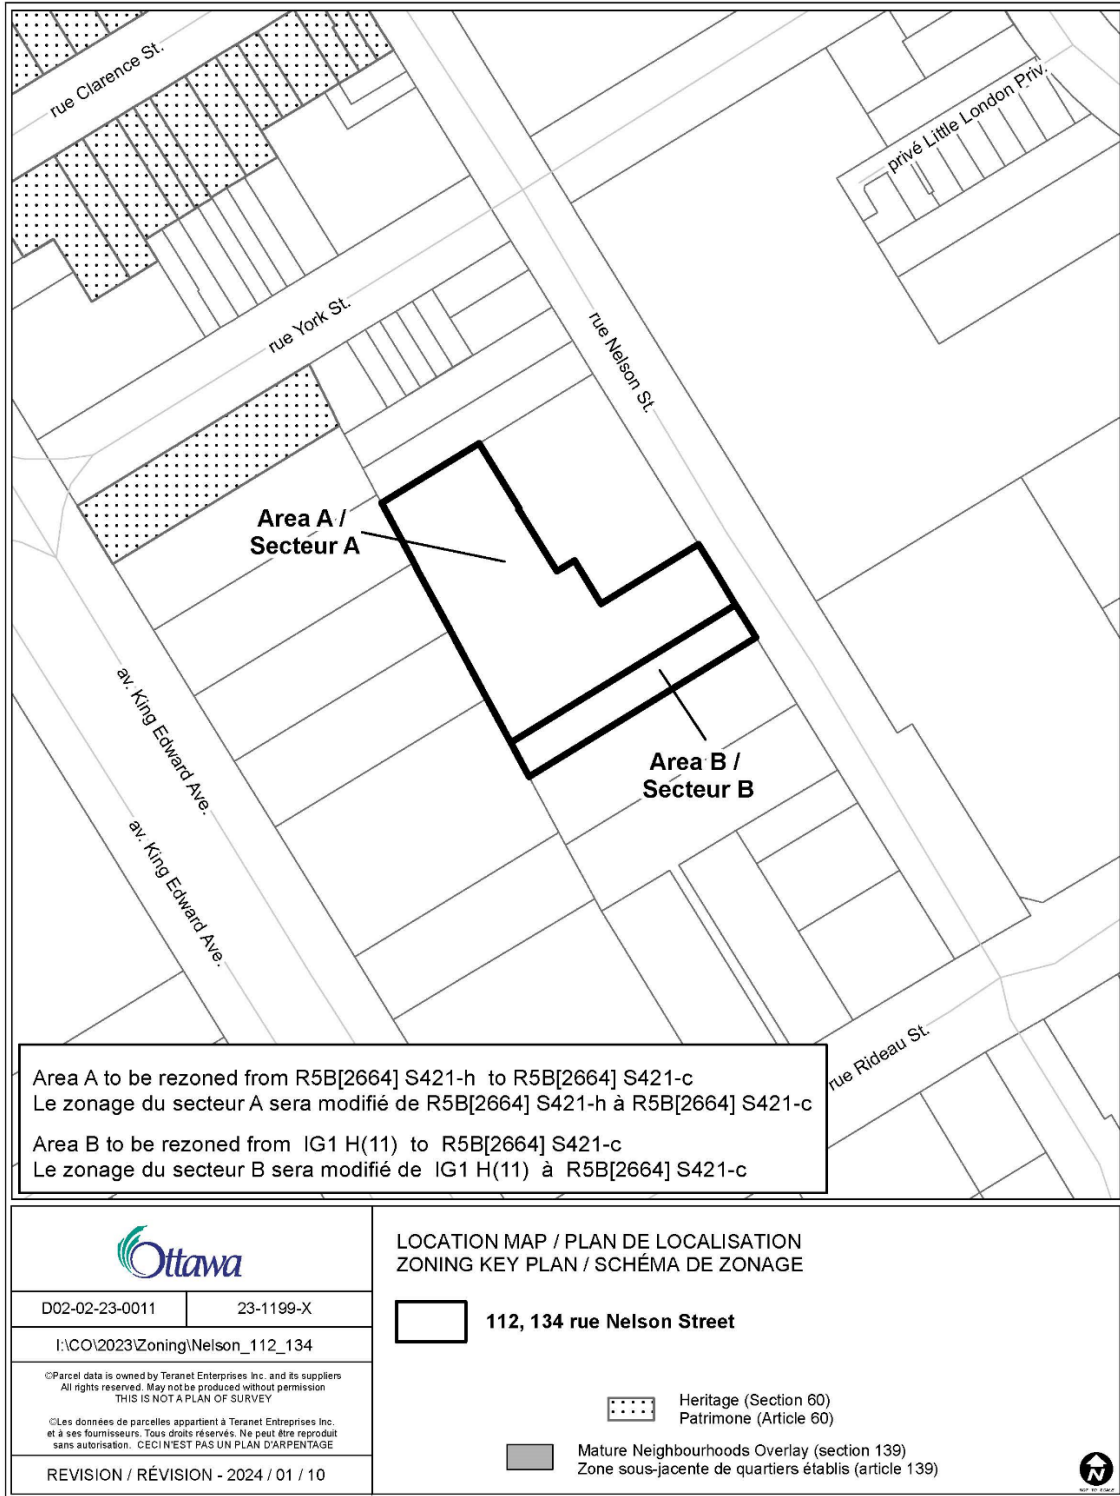 rue Clarence St.
privé Little London Priv.
rue York St.
rue Nelson St.
Area A /
Secteur A
Area B /
Secteur B
av. King Edward Ave.
av. King Edward Ave.
rue Rideau St.
Area A to be rezoned from R5B[2664] S421-h to R5B[2664] S421-c
Le zonage du secteur A sera modifié de R5B[2664] S421-h à R5B[2664] S421-c
Area B to be rezoned from IG1 H(11) to R5B[2664] S421-c
Le zonage du secteur B sera modifié de IG1 H(11) à R5B[2664] S421-c
Ottawa
D02-02-23-0011 23-1199-X
I:\CO\2023\Zoning\Nelson_112_134
©Parcel data is owned by Teranet Enterprises Inc. and its suppliers
All rights reserved. May not be produced without permission
THIS IS NOT A PLAN OF SURVEY
©Les données de parcelles appartient à Teranet Entreprises Inc.
et à ses fournisseurs. Tous droits réservés. Ne peut être reproduit
sans autorisation. CECI N'EST PAS UN PLAN D'ARPENTAGE
REVISION / RÉVISION - 2024 / 01 / 10
LOCATION MAP / PLAN DE LOCALISATION
ZONING KEY PLAN / SCHÉMA DE ZONAGE
112, 134 rue Nelson Street
Heritage (Section 60)
Patrimone (Article 60)
Mature Neighbourhoods Overlay (section 139)
Zone sous-jacente de quartiers établis (article 139)
N
NOT TO SCALE